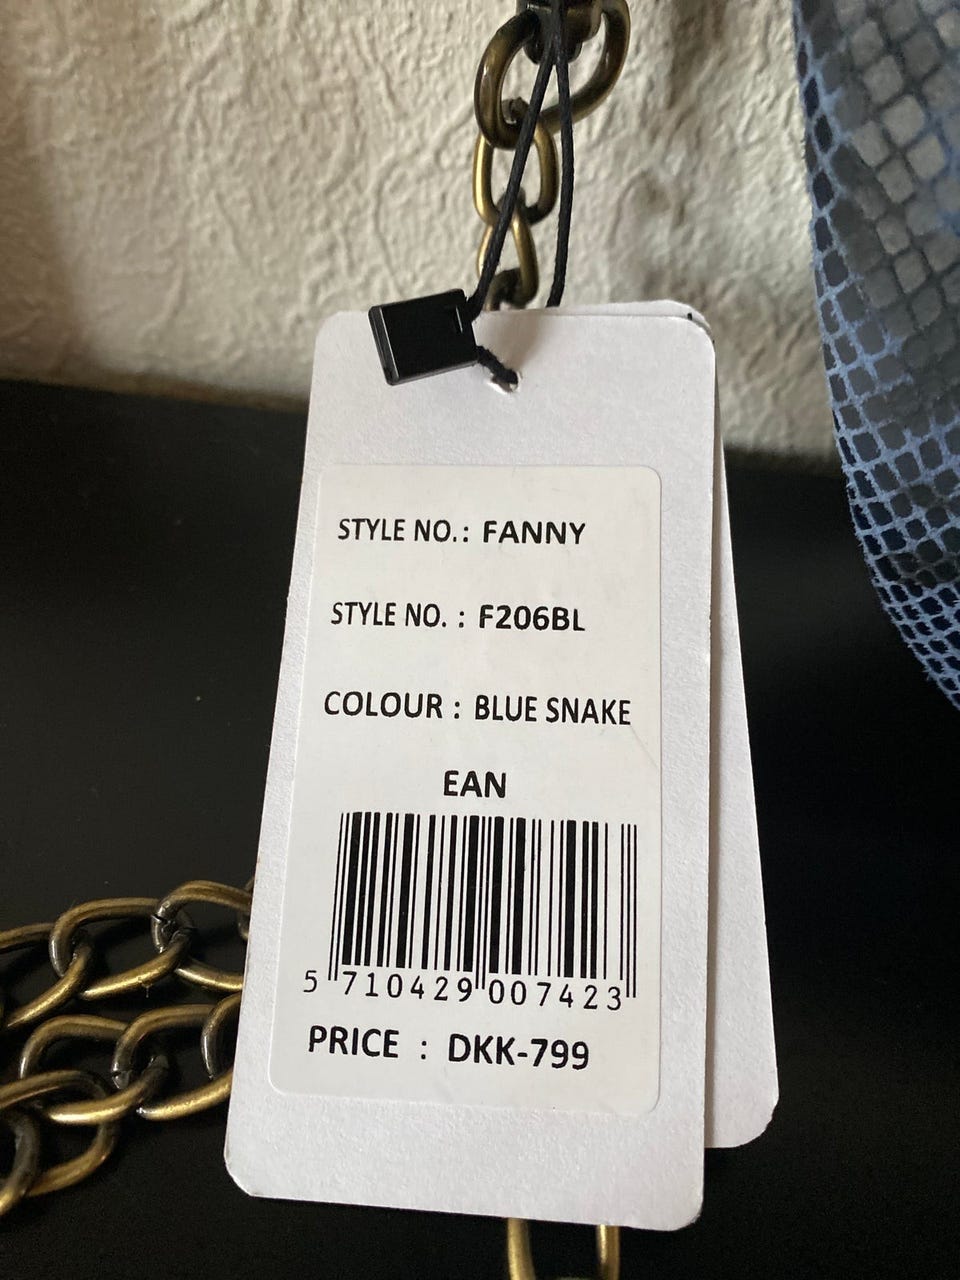 STYLE NO.: FANNY
STYLE NO. : F206BL
COLOUR : BLUE SNAKE
EAN
5 710429 007423
PRICE : DKK-799